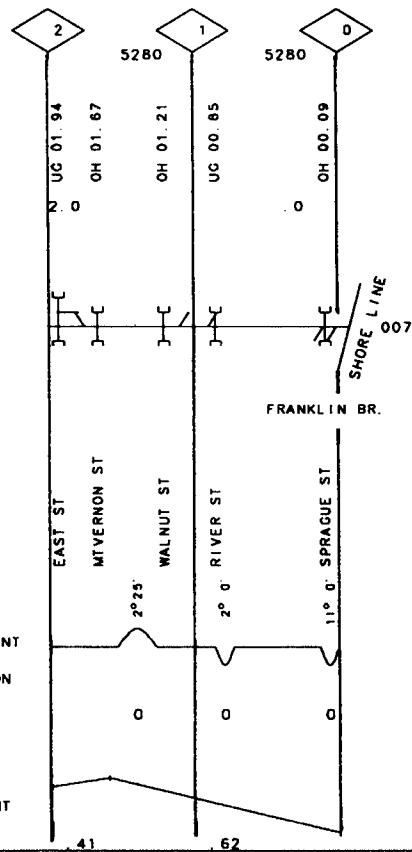 2 1 0
5280 5280
UG 01.94
OH 01.67
OH 01.21
UG 00.85
OH 00.09
2.0 .0
SHORE LINE
007
FRANKLIN BR.
EAST ST
MTVERNON ST
WALNUT ST
RIVER ST
SPRAGUE ST
2° 25'
2° 0'
11° 0'
NT
ON
0 0 0
NT
.41 .62